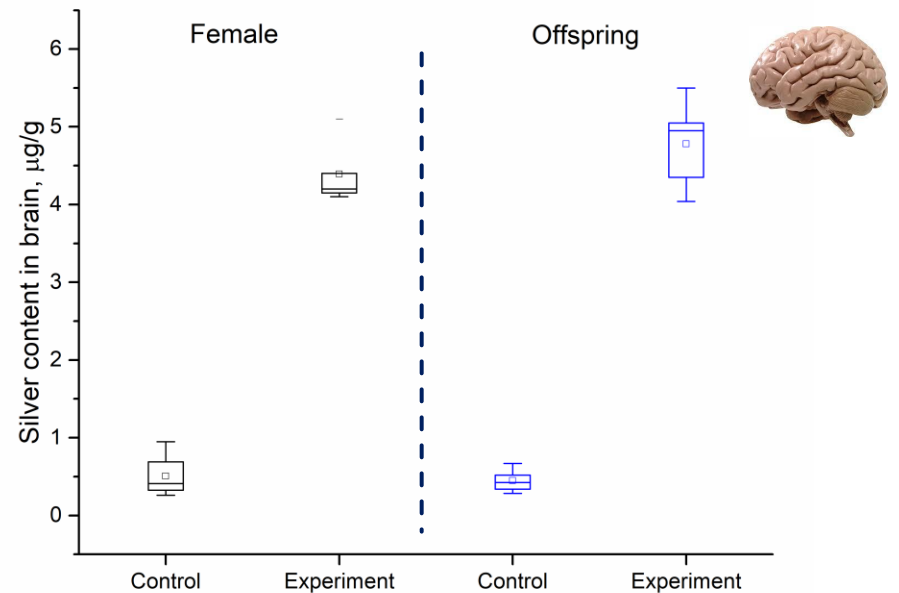 Female
Offspring
Silver content in brain, μg/g
6
5
4
3
2
1
0
Control
Experiment
Control
Experiment